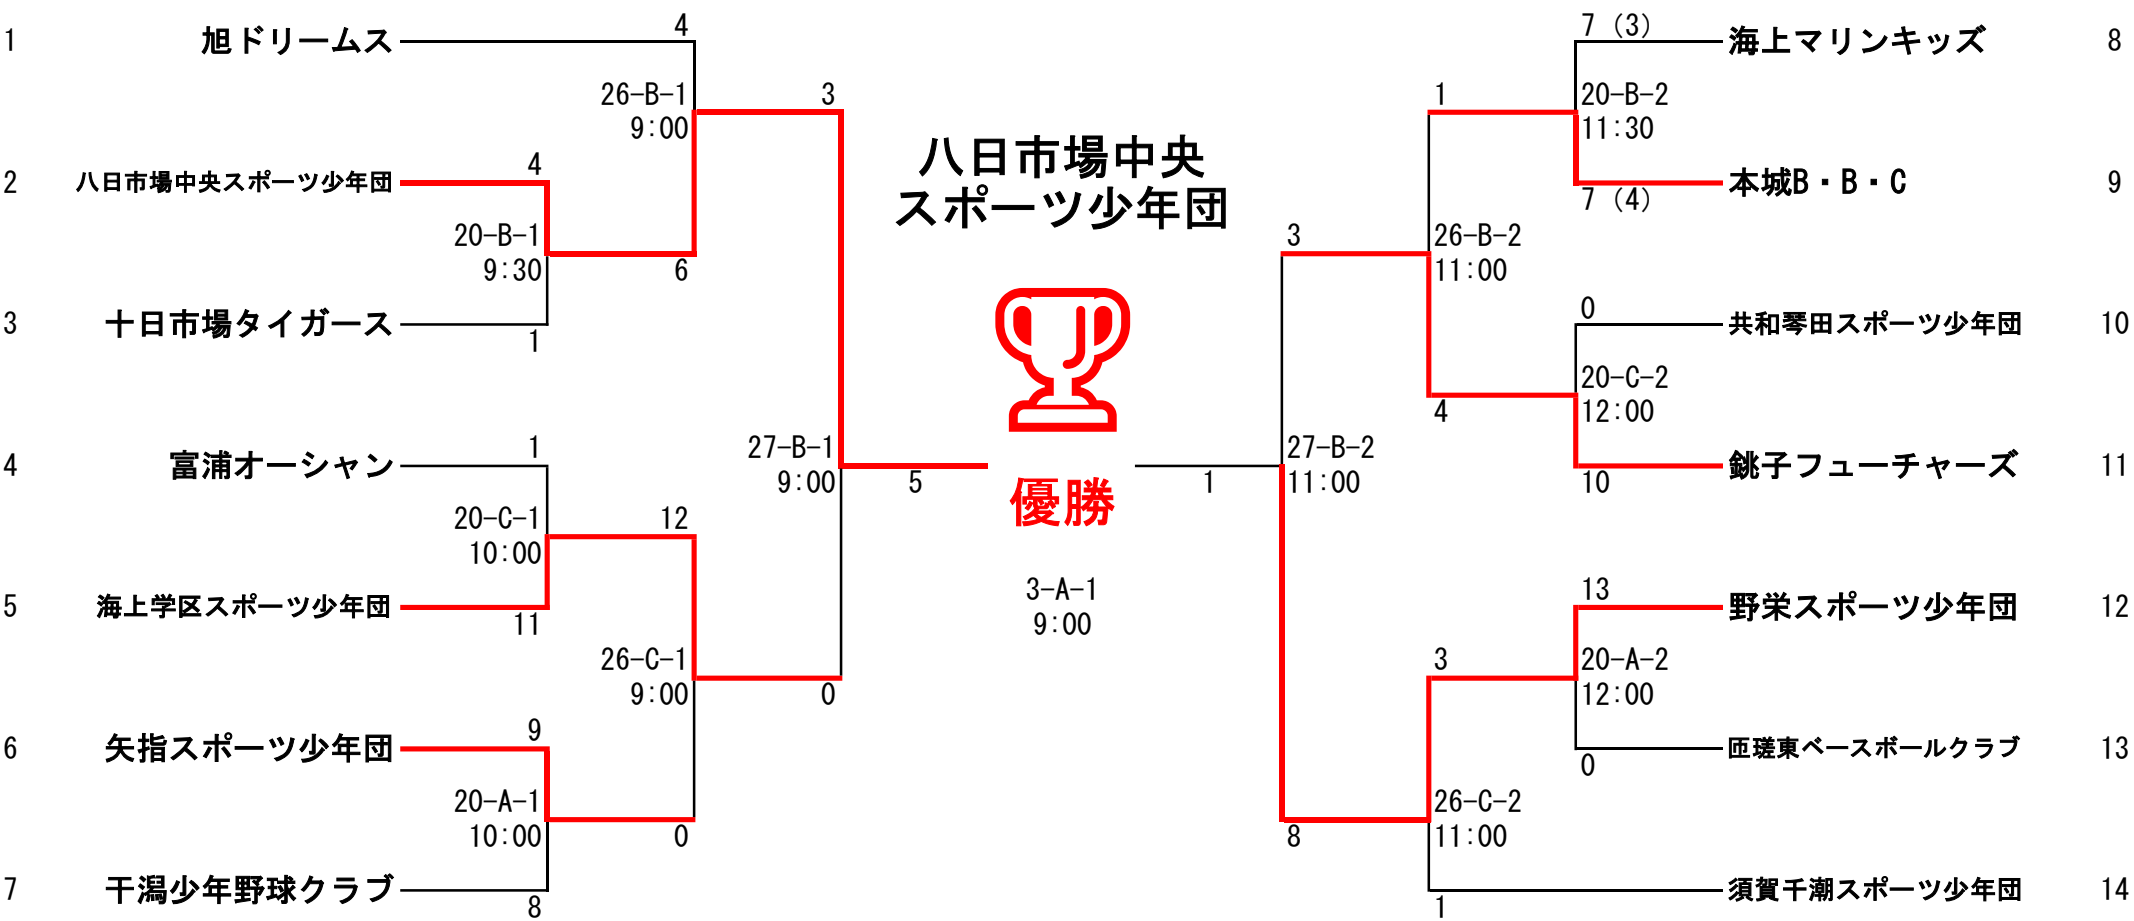 1 旭ドリームス 4
26-B-1
9:00
3
2 八日市場中央スポーツ少年団 4
20-B-1
9:30
6
3 十日市場タイガース 1
4 富浦オーシャン 1
20-C-1
10:00
12
5 海上学区スポーツ少年団 11
26-C-1
9:00
0
6 矢指スポーツ少年団 9
20-A-1
10:00
0
7 干潟少年野球クラブ 8
27-B-1
9:00
5
八日市場中央
スポーツ少年団
優勝
3-A-1
9:00
1
27-B-2
11:00
7 (3) 海上マリンキッズ 8
1
20-B-2
11:30
7 (4) 本城B・B・C 9
3
26-B-2
11:00
0 共和琴田スポーツ少年団 10
20-C-2
12:00
4
10 銚子フューチャーズ 11
13 野栄スポーツ少年団 12
3
20-A-2
12:00
0 匝瑳東ベースボールクラブ 13
26-C-2
11:00
8
1 須賀千潮スポーツ少年団 14